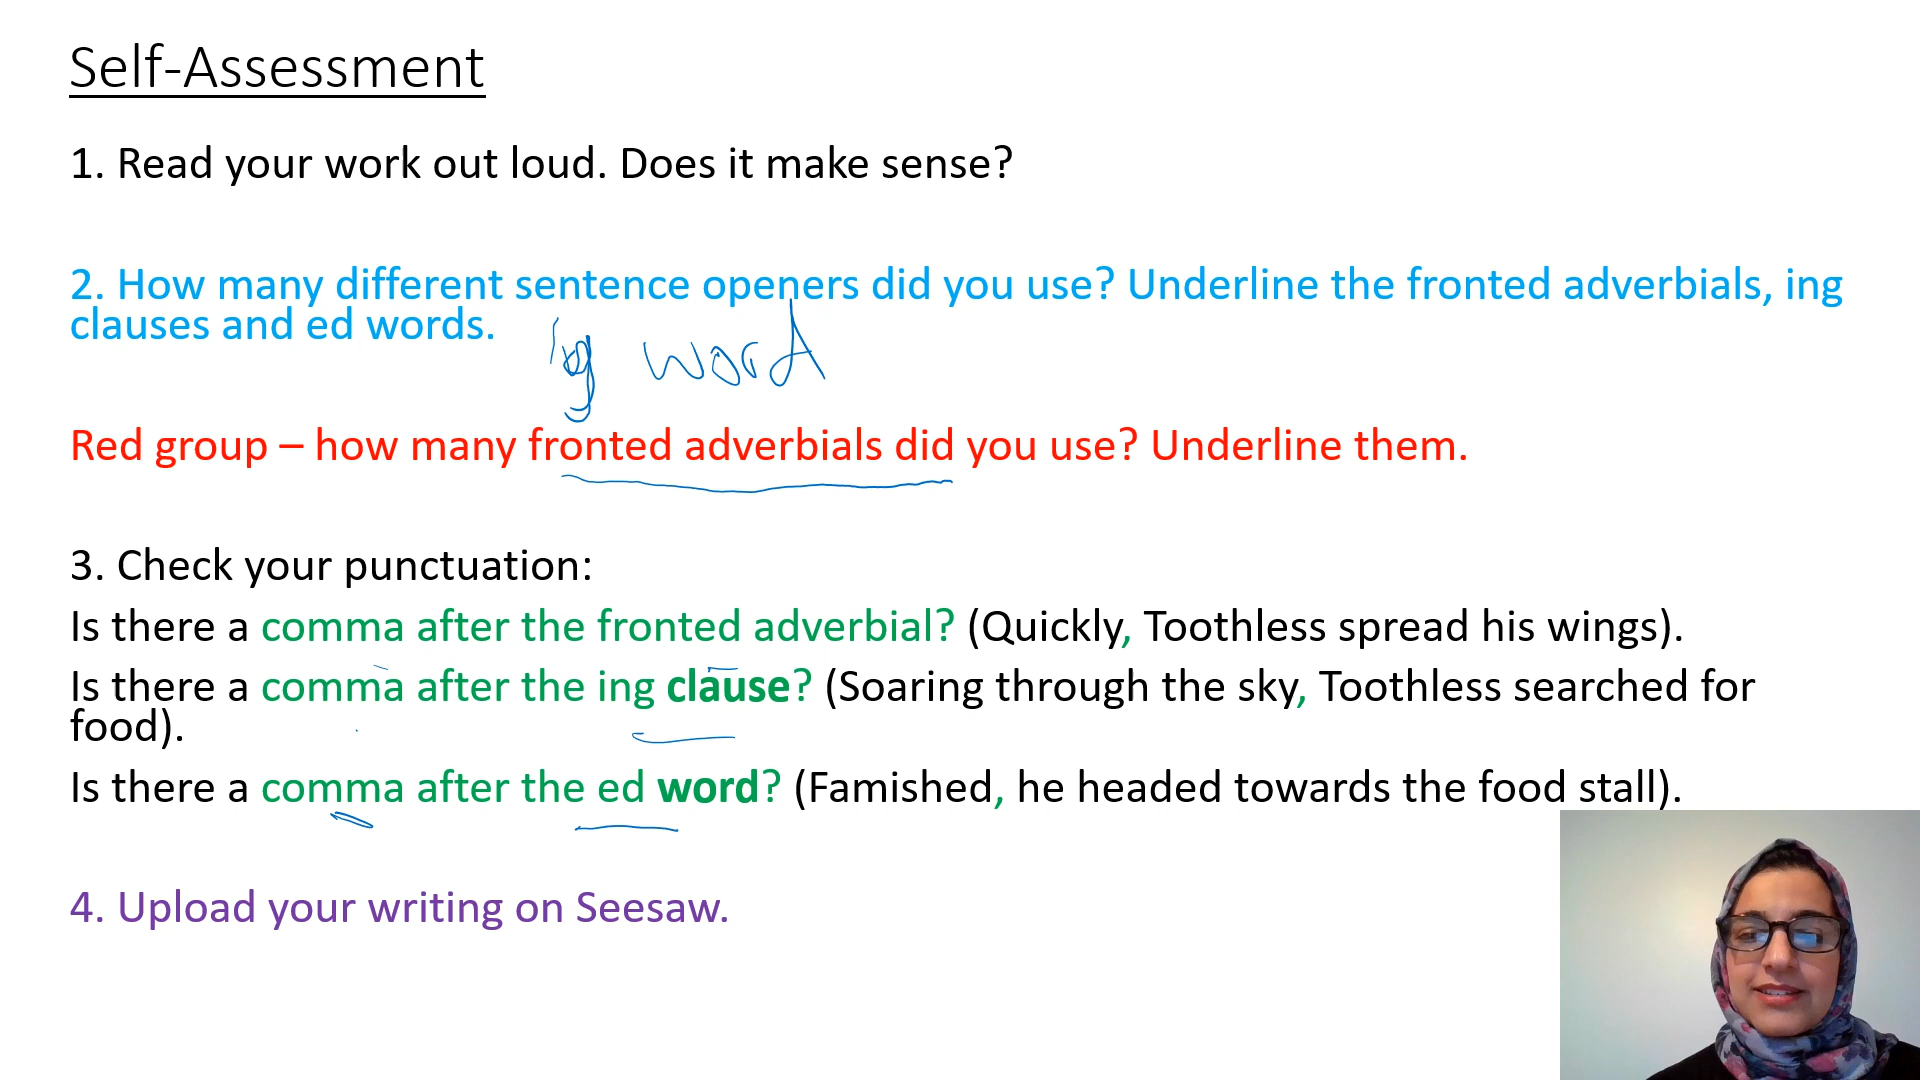 Self-Assessment
1. Read your work out loud. Does it make sense?
2. How many different sentence openers did you use? Underline the fronted adverbials, ing
clauses and ed words.
ing word
Red group – how many fronted adverbials did you use? Underline them.
3. Check your punctuation:
Is there a comma after the fronted adverbial? (Quickly, Toothless spread his wings).
Is there a comma after the ing clause? (Soaring through the sky, Toothless searched for
food).
Is there a comma after the ed word? (Famished, he headed towards the food stall).
4. Upload your writing on Seesaw.